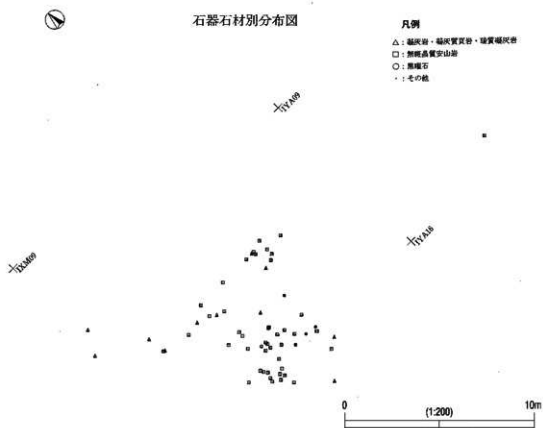 石器石材別分布図
凡例
△:凝灰岩・凝灰質頁岩・珪質凝灰岩
□:無斑晶質安山岩
○:黒曜石
・:その他
IYA09
IYA16
IXM09
0 (1:200) 10m